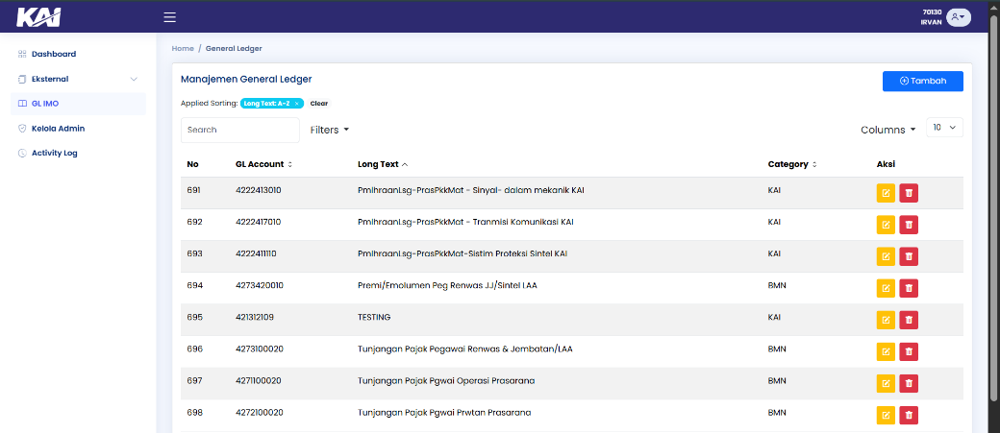 KAI
70130
IRVAN
Dashboard
Eksternal
GL IMO
Kelola Admin
Activity Log
Home / General Ledger
Manajemen General Ledger
Tambah
Applied Sorting: Long Text: A-Z × Clear
Search
Filters
Columns
10
No GL Account Long Text Category Aksi
691 4222413010 PmlhraanLsg-PrasPkkMat - Sinyal- dalam mekanik KAI KAI
692 4222417010 PmlhraanLsg-PrasPkkMat - Tranmisi Komunikasi KAI KAI
693 4222411110 PmlhraanLsg-PrasPkkMat-Sistim Proteksi Sintel KAI KAI
694 4273420010 Premi/Emolumen Peg Renwas JJ/Sintel LAA BMN
695 421312109 TESTING KAI
696 4273100020 Tunjangan Pajak Pegawai Renwas & Jembatan/LAA BMN
697 4271100020 Tunjangan Pajak Pgwai Operasi Prasarana BMN
698 4272100020 Tunjangan Pajak Pgwai Prwtan Prasarana BMN